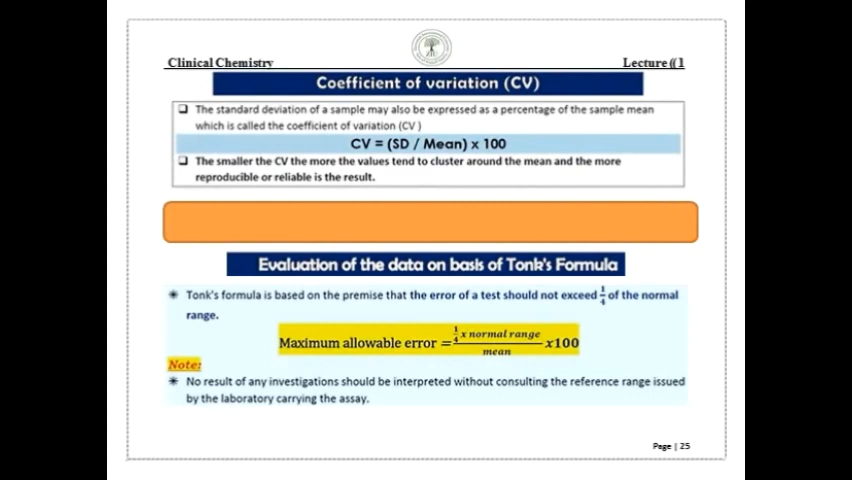 Clinical Chemistry
Lecture ((1
Coefficient of variation (CV)
❑ The standard deviation of a sample may also be expressed as a percentage of the sample mean
which is called the coefficient of variation (CV )
CV = (SD / Mean) x 100
❑ The smaller the CV the more the values tend to cluster around the mean and the more
reproducible or reliable is the result.
Evaluation of the data on basis of Tonk's Formula
✴ Tonk's formula is based on the premise that the error of a test should not exceed 1/4 of the normal
range.
Maximum allowable error = (1/4 x normal range / mean) x100
Note:
✴ No result of any investigations should be interpreted without consulting the reference range issued
by the laboratory carrying the assay.
Page | 25